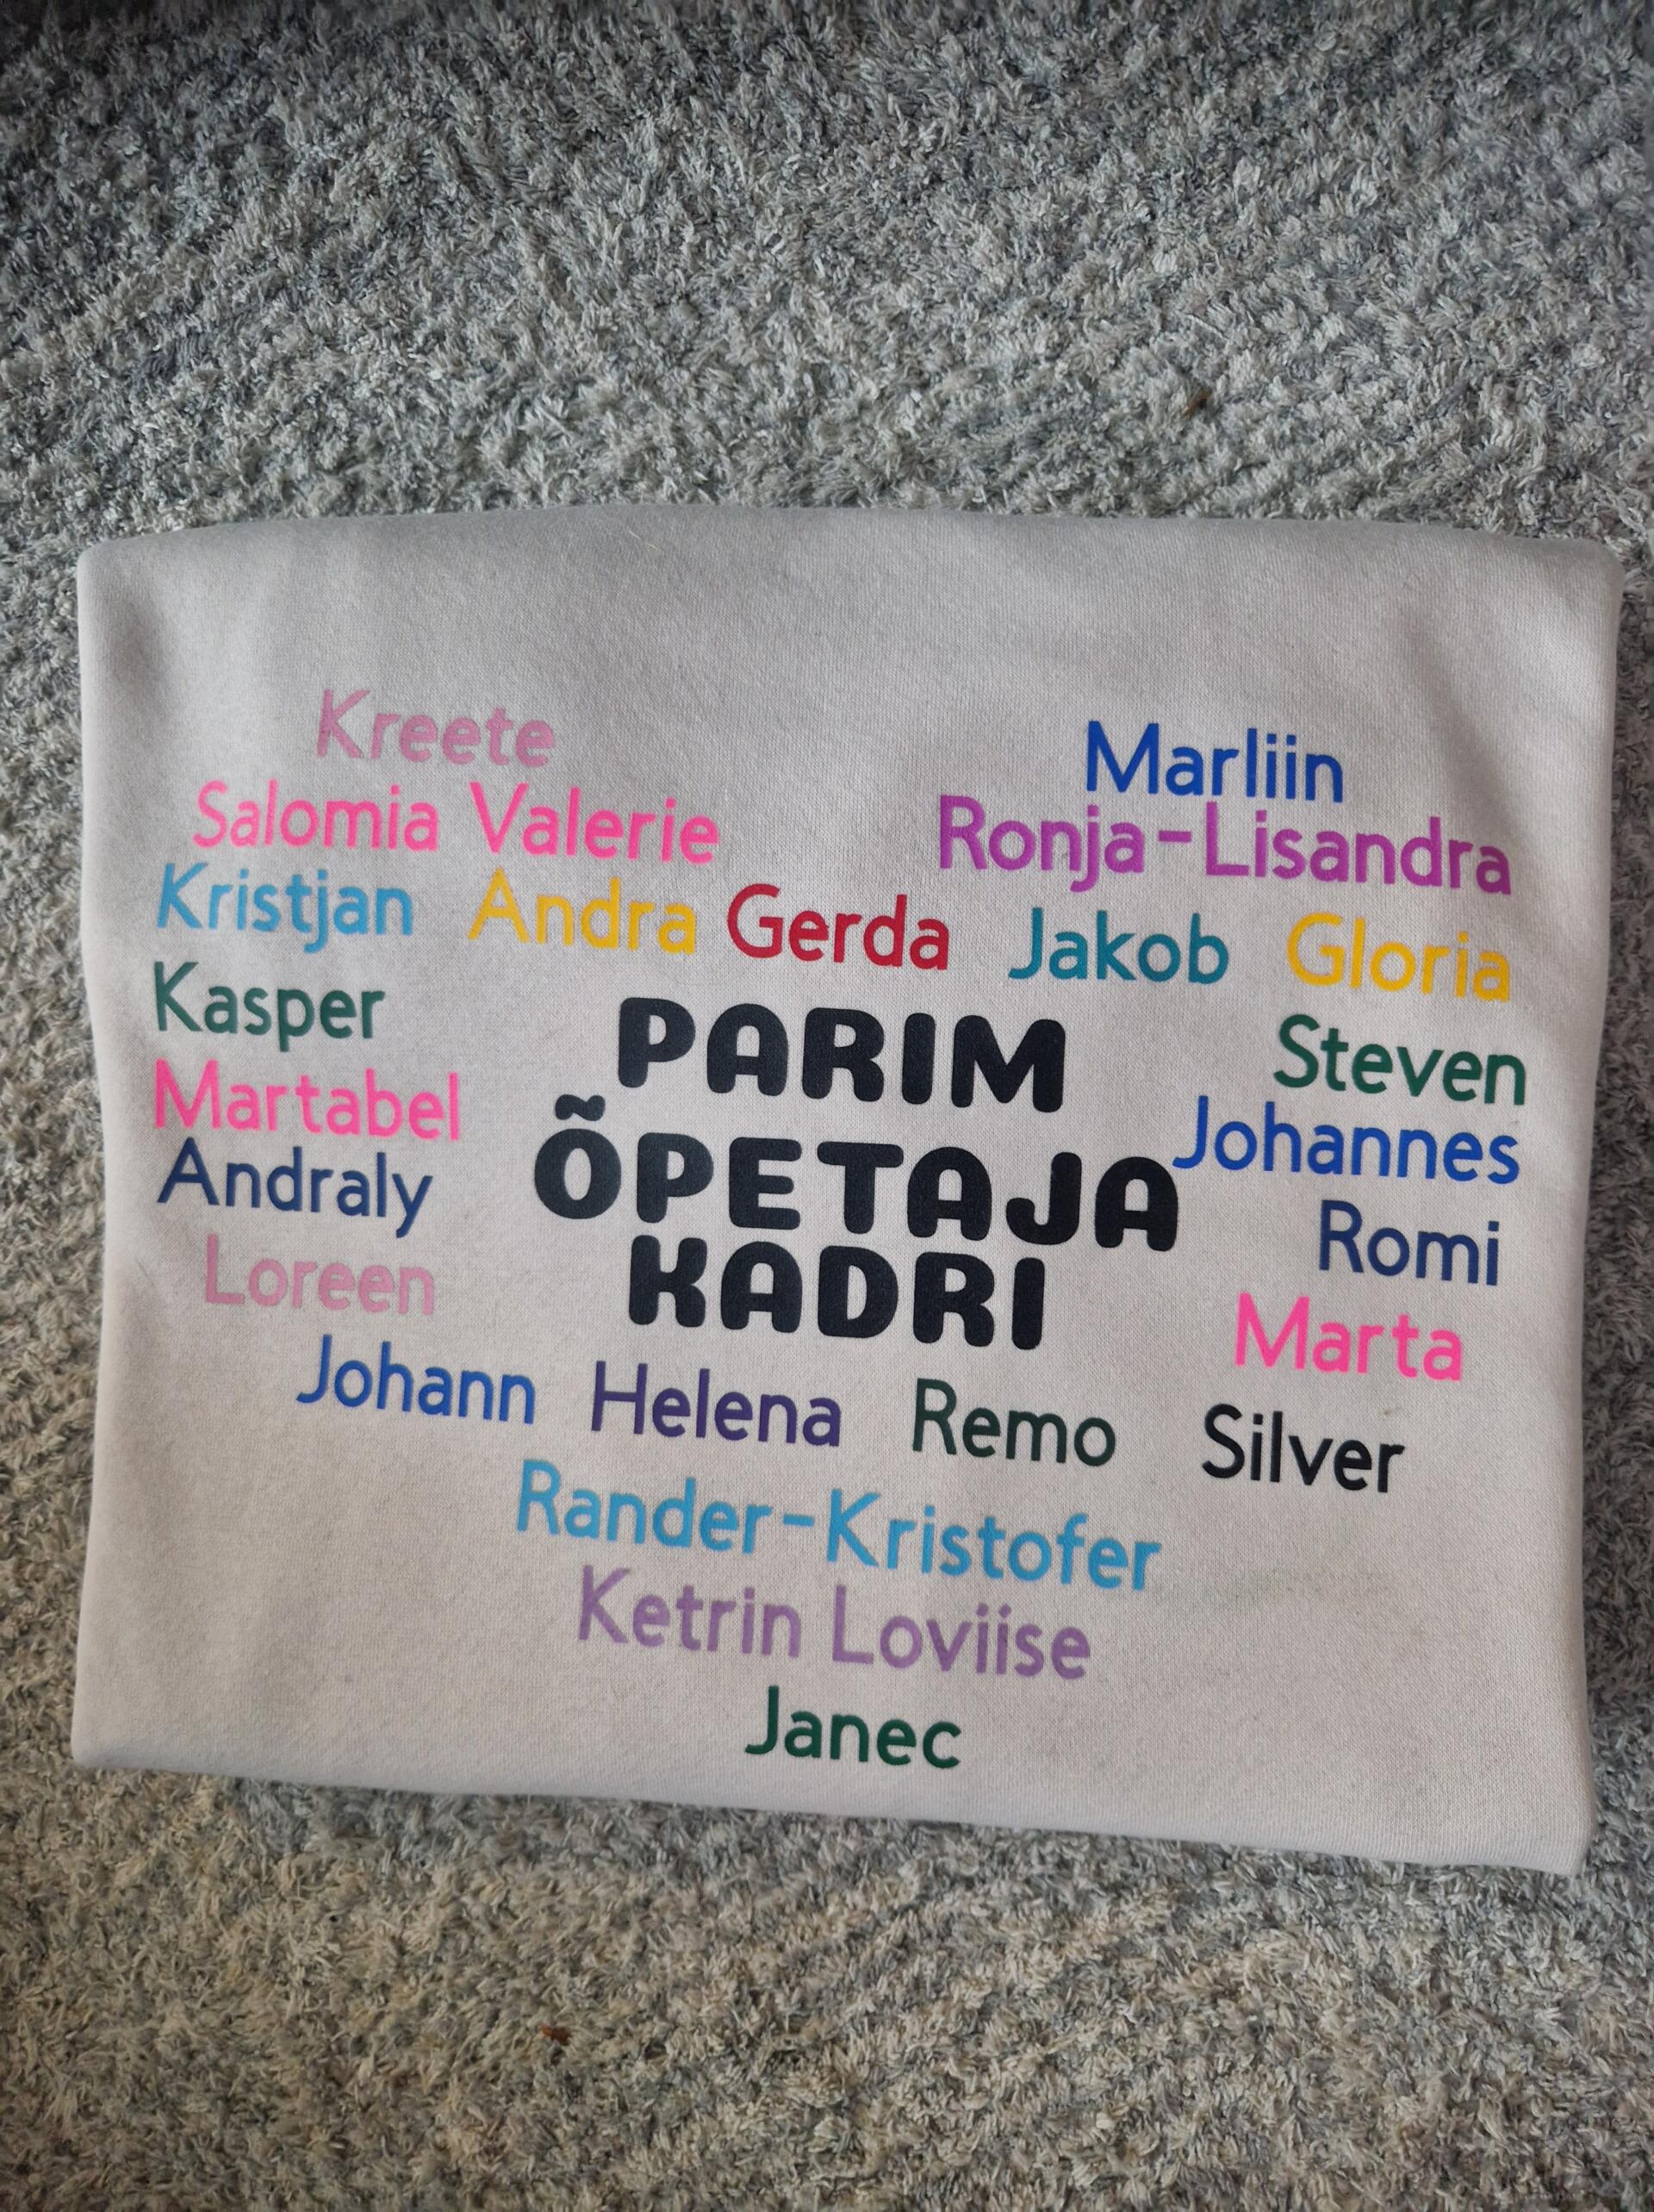 Kreete
Marliin
Salomia Valerie
Ronja-Lisandra
Kristjan Andra Gerda Jakob Gloria
Kasper
Steven
PARIM
Martabel
Johannes
ÕPETAJA
Andraly
Romi
Loreen
KADRI
Marta
Johann Helena Remo Silver
Rander-Kristofer
Ketrin Loviise
Janec